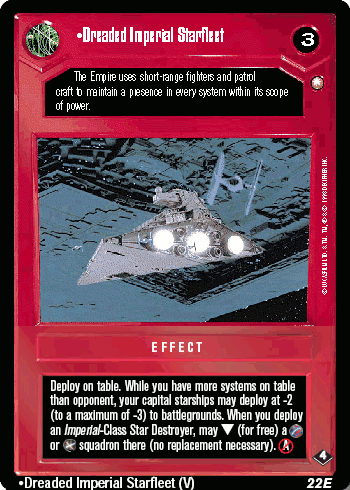 •Dreaded Imperial Starfleet
3
The Empire uses short-range fighters and patrol
craft to maintain a presence in every system within its scope
of power.
EFFECT
Deploy on table. While you have more systems on table
than opponent, your capital starships may deploy at -2
(to a maximum of -3) to battlegrounds. When you deploy
an Imperial-Class Star Destroyer, may ▼ (for free) a
or squadron there (no replacement necessary). A
4
•Dreaded Imperial Starfleet (V)
22E